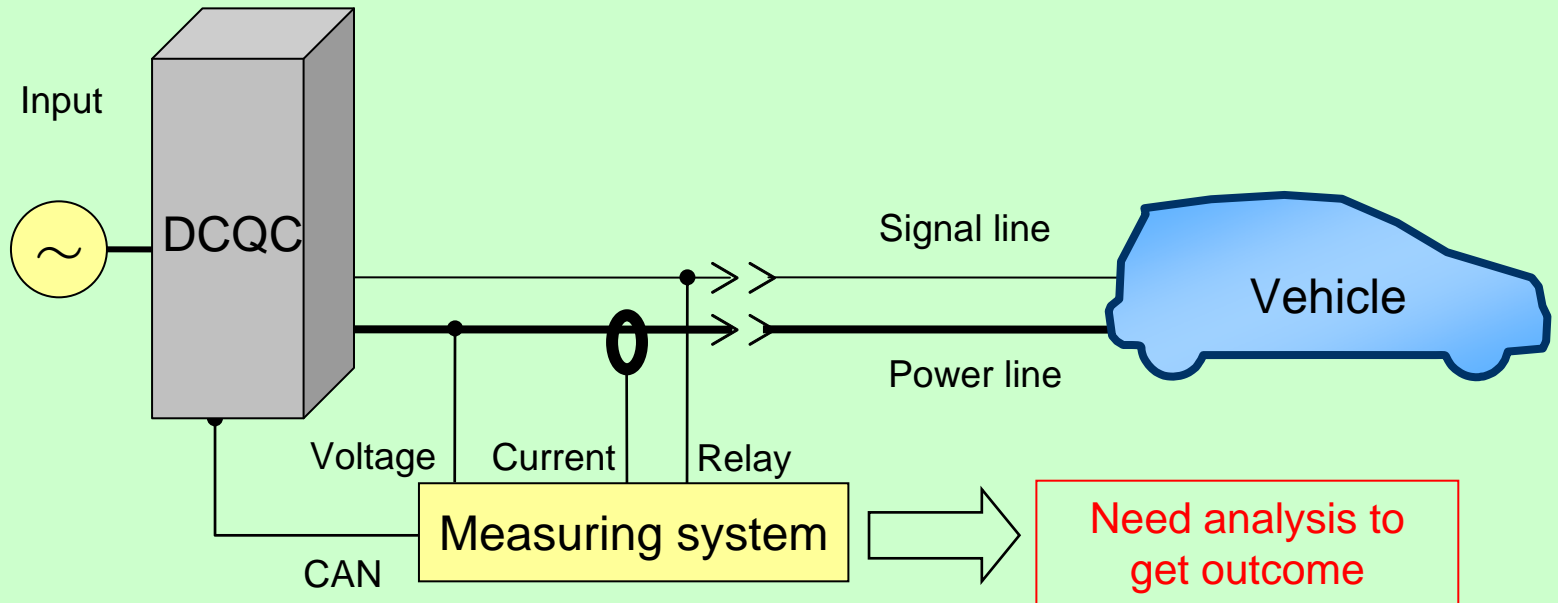 Input
DCQC
Signal line
Vehicle
Power line
Voltage
Current
Relay
Measuring system
CAN
Need analysis to
get outcome